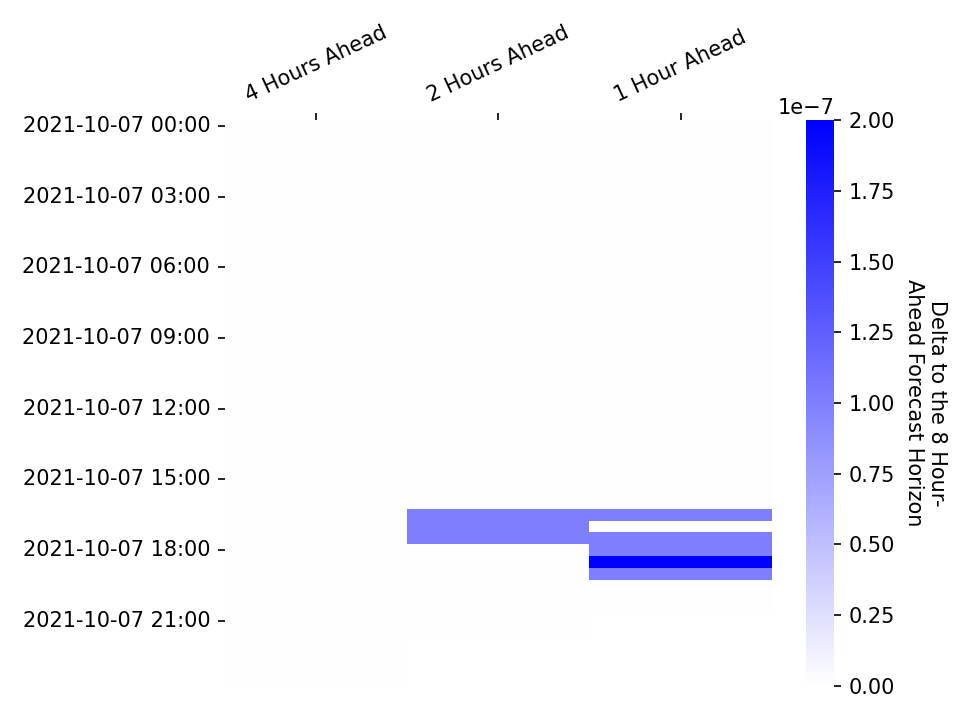 4 Hours Ahead
2 Hours Ahead
1 Hour Ahead
2021-10-07 00:00
2021-10-07 03:00
2021-10-07 06:00
2021-10-07 09:00
2021-10-07 12:00
2021-10-07 15:00
2021-10-07 18:00
2021-10-07 21:00
1e−7
2.00
1.75
1.50
1.25
1.00
0.75
0.50
0.25
0.00
Delta to the 8 Hour-
Ahead Forecast Horizon